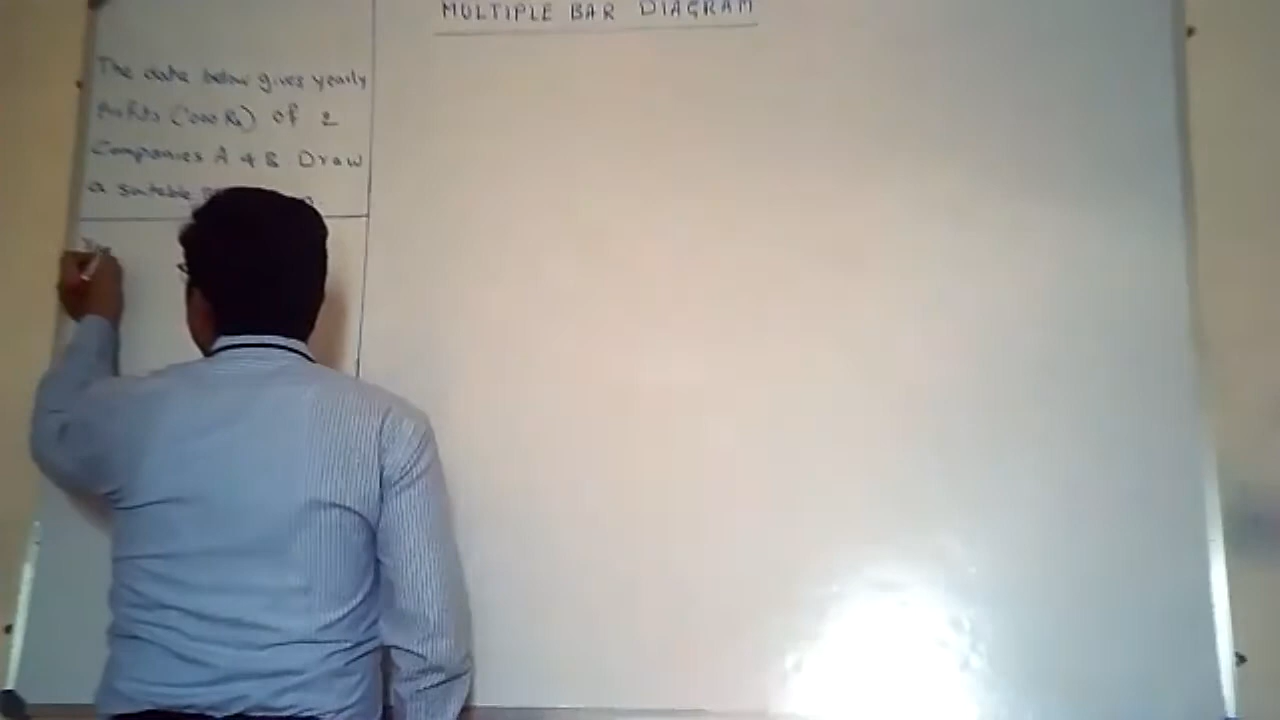 MULTIPLE BAR DIAGRAM
The data below gives yearly
Profits ('000 Rs) of 2
Companies A & B Draw
a suitable